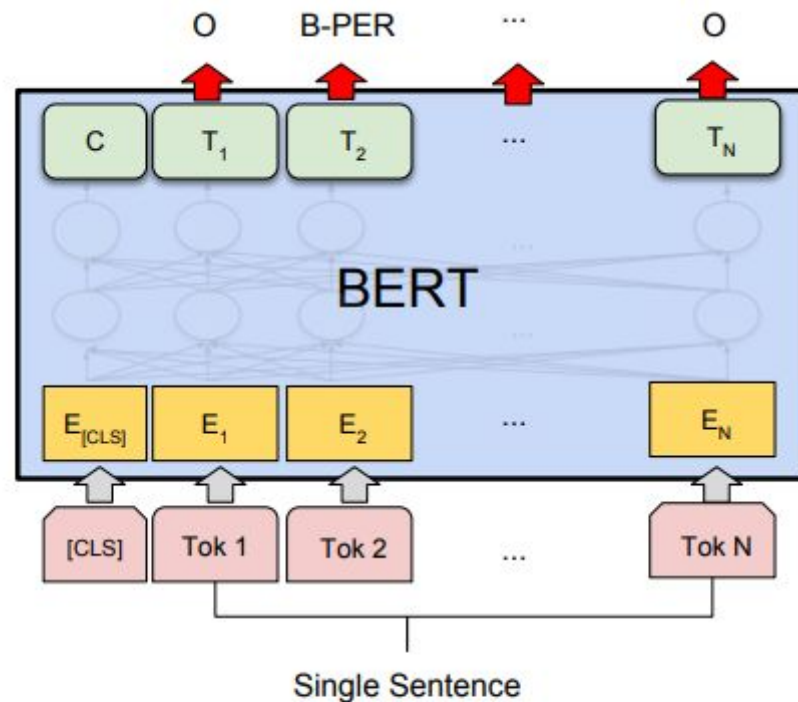 O B-PER ... O
C T1 T2 ... TN
...
BERT
...
E[CLS] E1 E2 ... EN
[CLS] Tok 1 Tok 2 ... Tok N
Single Sentence